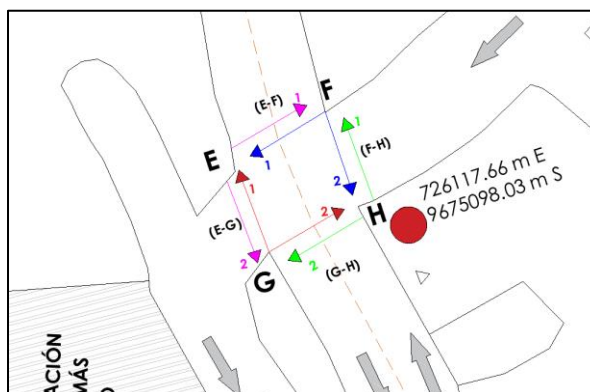 F
1
(E-F)
1
E
1
(F-H)
1
2
726117.66 m E
9675098.03 m S
(E-G)
2
2
H
2
(G-H)
G
ACIÓN
MÁS